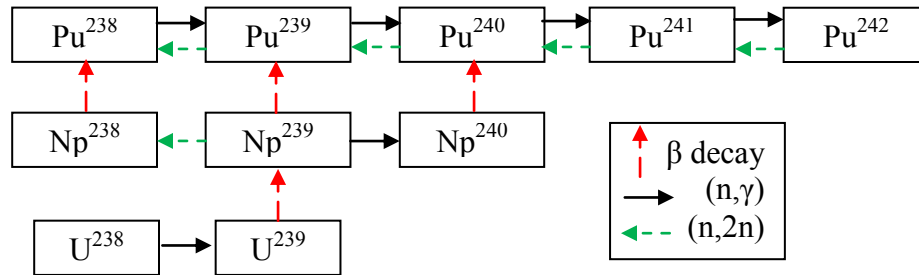 Pu²³⁸ Pu²³⁹ Pu²⁴⁰ Pu²⁴¹ Pu²⁴²
Np²³⁸ Np²³⁹ Np²⁴⁰
U²³⁸ U²³⁹
β decay
(n,γ)
(n,2n)